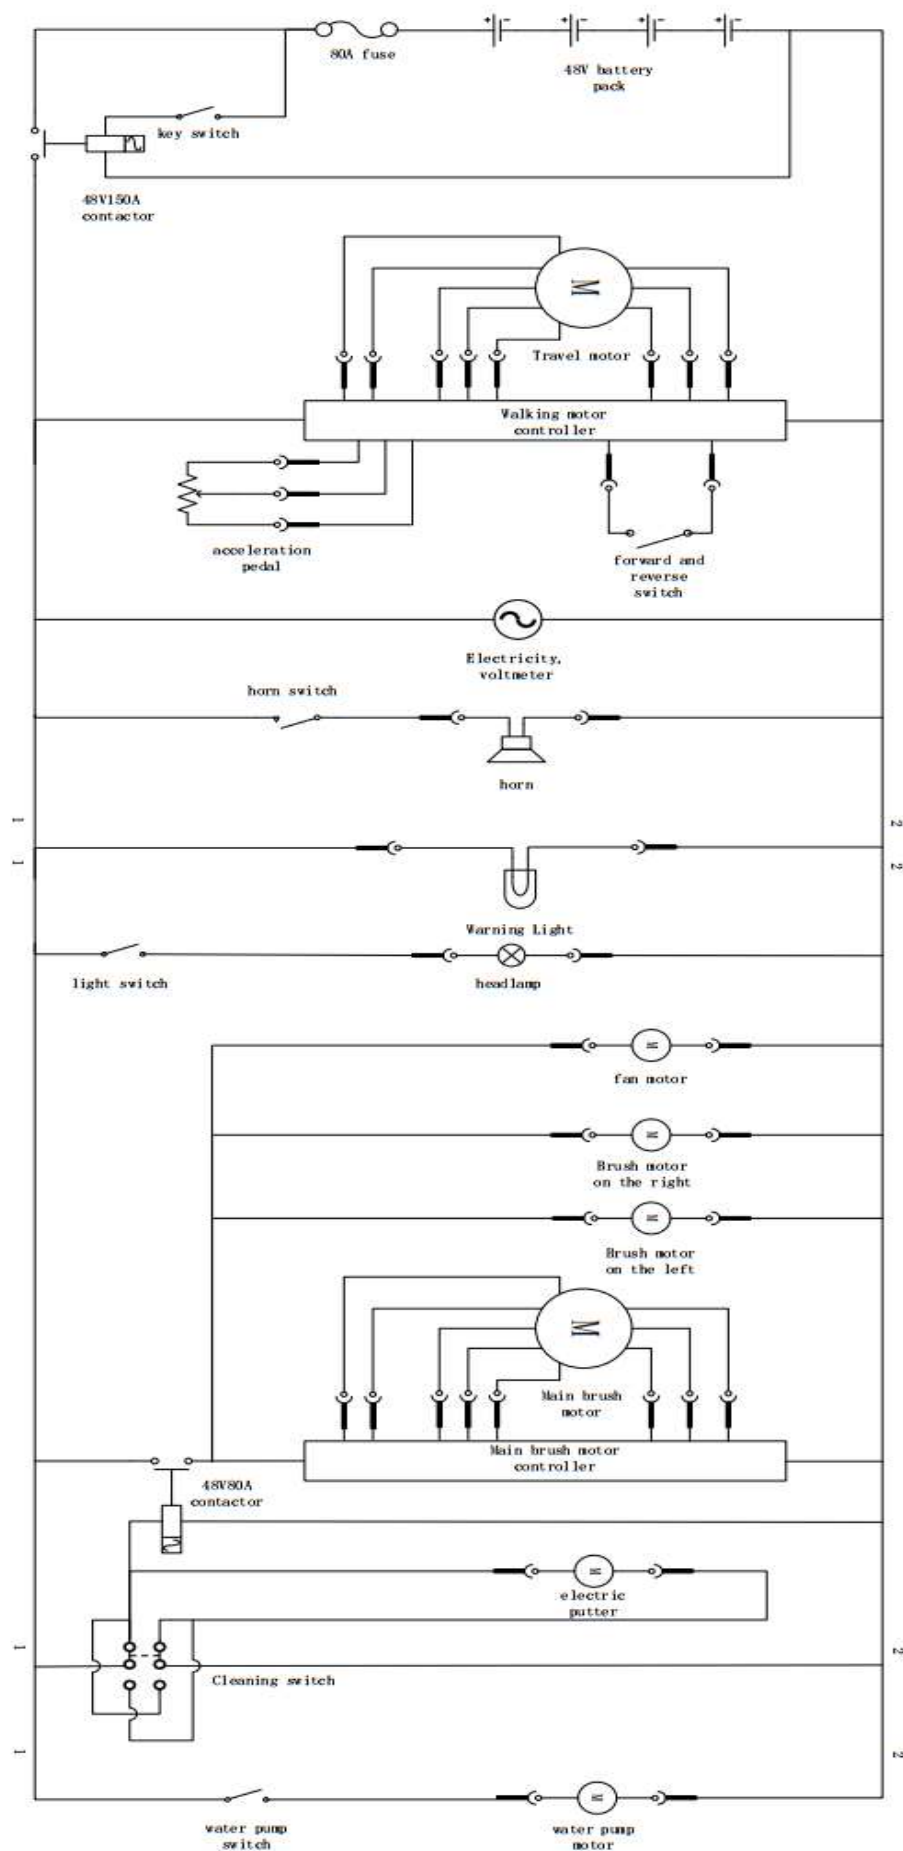 + - + - + - + -
80A fuse
48V battery
pack
key switch
48V150A
contactor
M
Travel motor
Walking motor
controller
acceleration
pedal
forward and
reverse
switch
Electricity,
voltmeter
horn switch
horn
1 2
1 2
Warning Light
light switch
headlamp
M
fan motor
M
Brush motor
on the right
M
Brush motor
on the left
M
Main brush
motor
Main brush motor
controller
48V80A
contactor
M
electric
putter
1 2
Cleaning switch
1 2
M
water pump
switch
water pump
motor